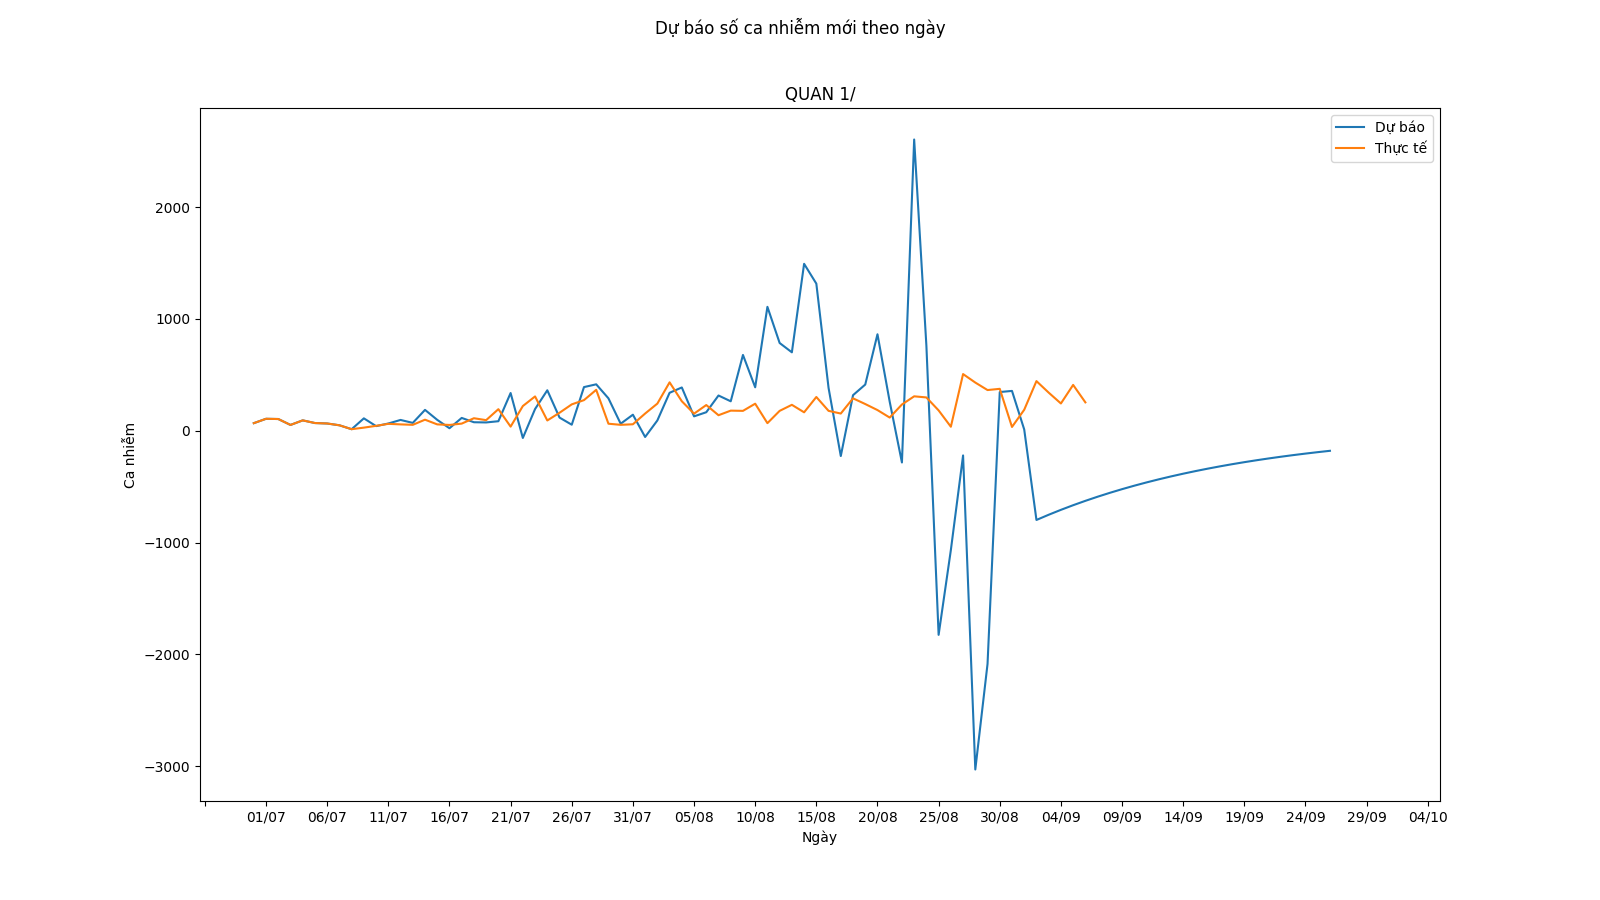 Dự báo số ca nhiễm mới theo ngày
QUAN 1/
Dự báo
Thực tế
2000
1000
0
−1000
−2000
−3000
Ca nhiễm
01/07 06/07 11/07 16/07 21/07 26/07 31/07 05/08 10/08 15/08 20/08 25/08 30/08 04/09 09/09 14/09 19/09 24/09 29/09 04/10
Ngày